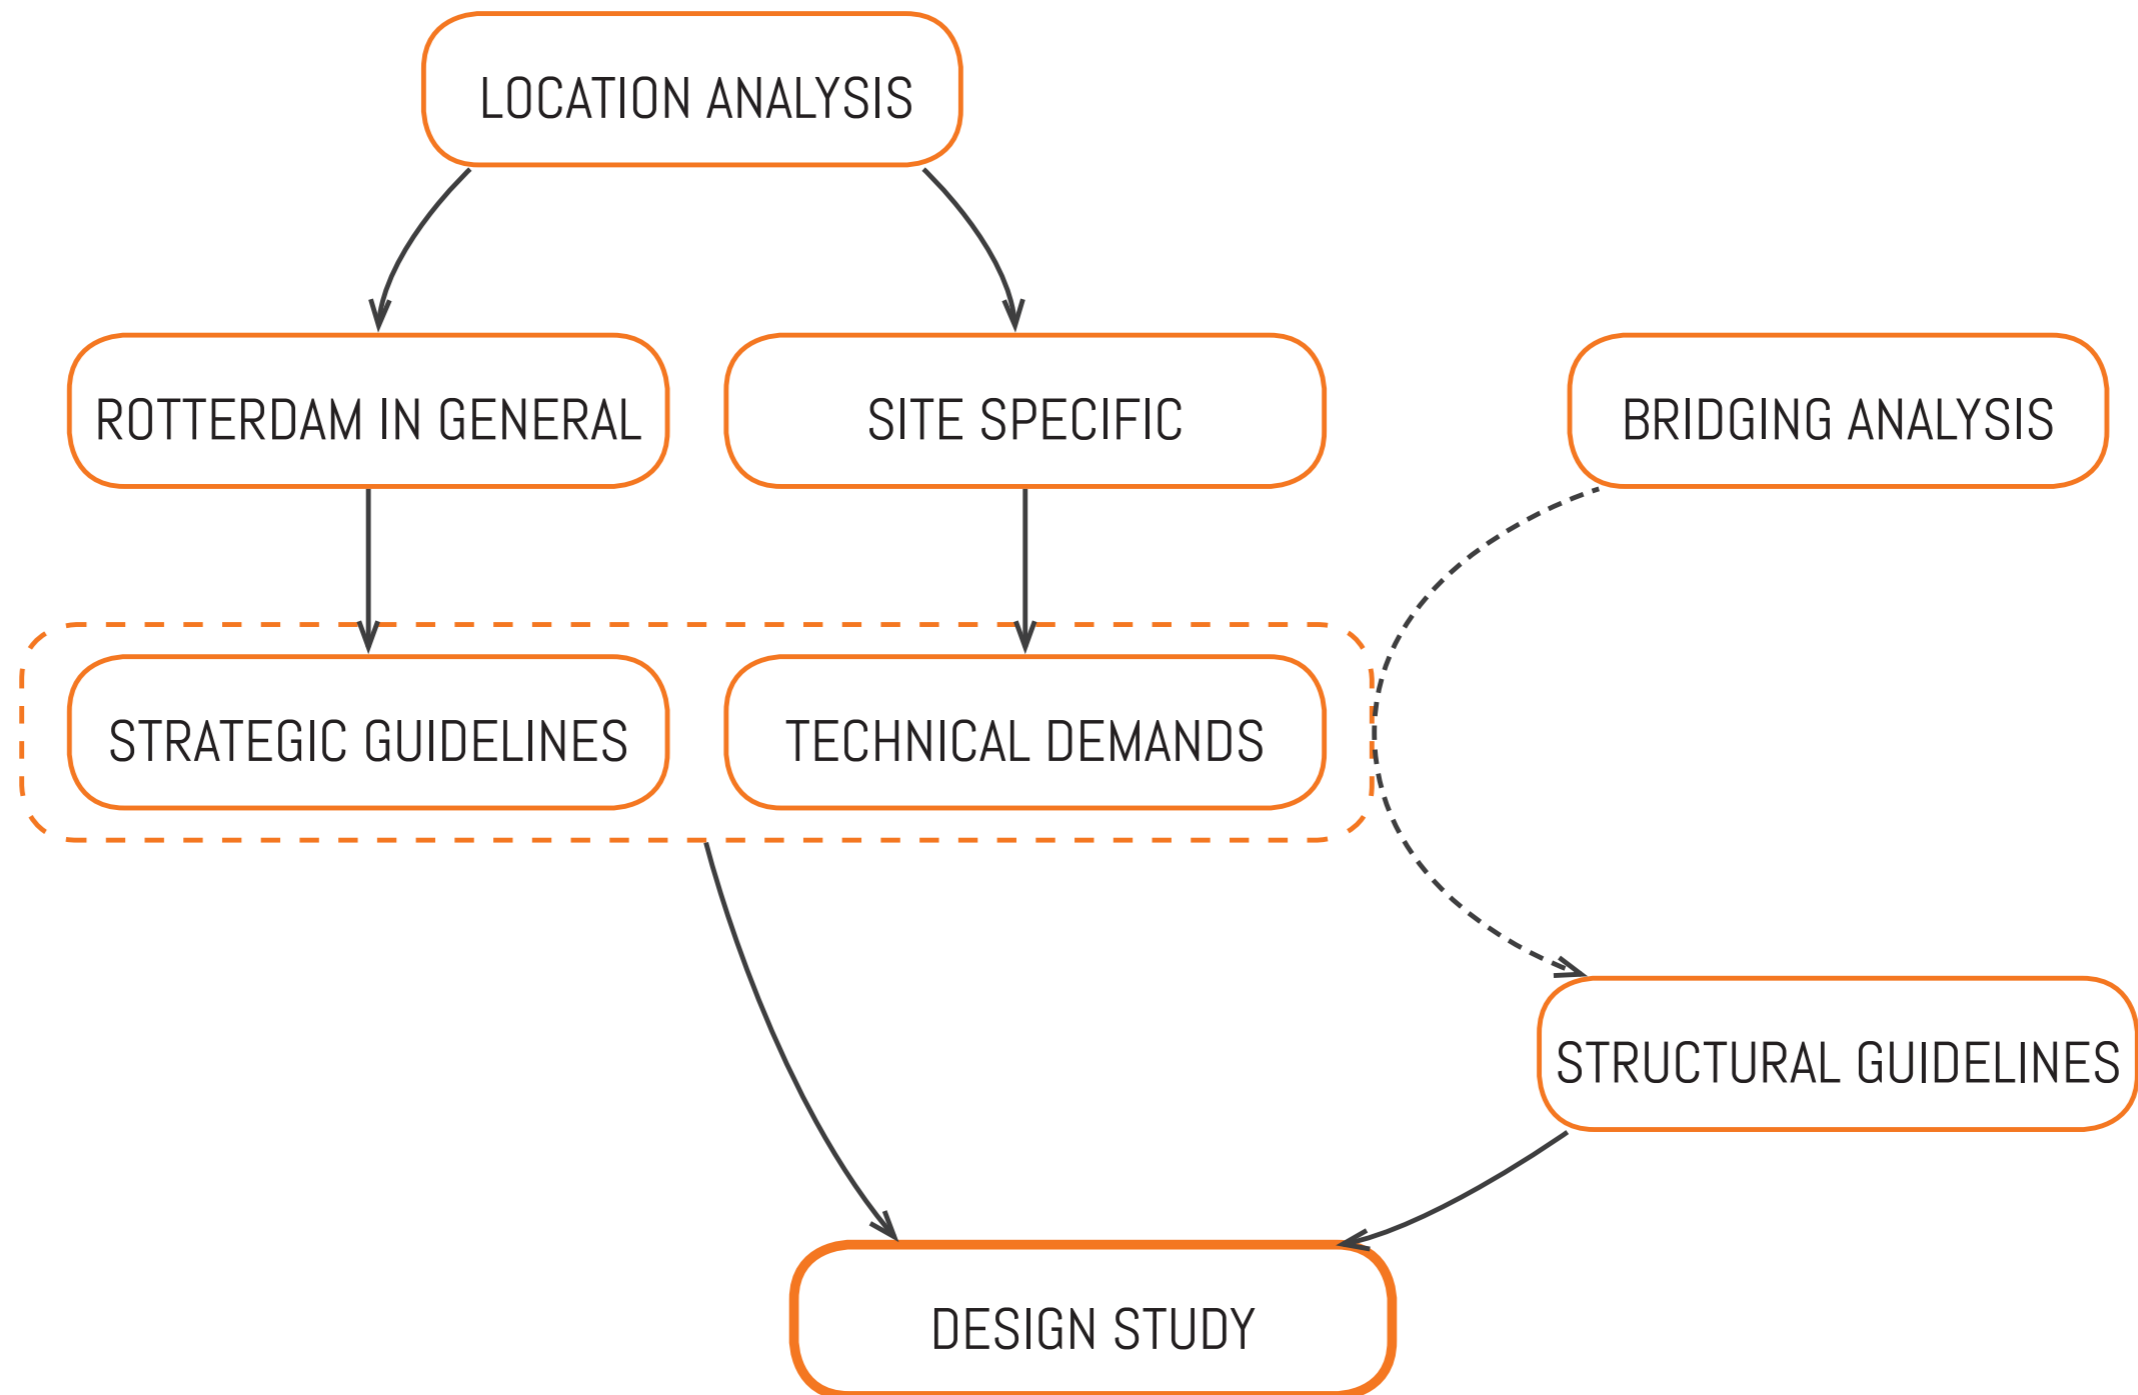 LOCATION ANALYSIS
ROTTERDAM IN GENERAL
SITE SPECIFIC
BRIDGING ANALYSIS
STRATEGIC GUIDELINES
TECHNICAL DEMANDS
STRUCTURAL GUIDELINES
DESIGN STUDY